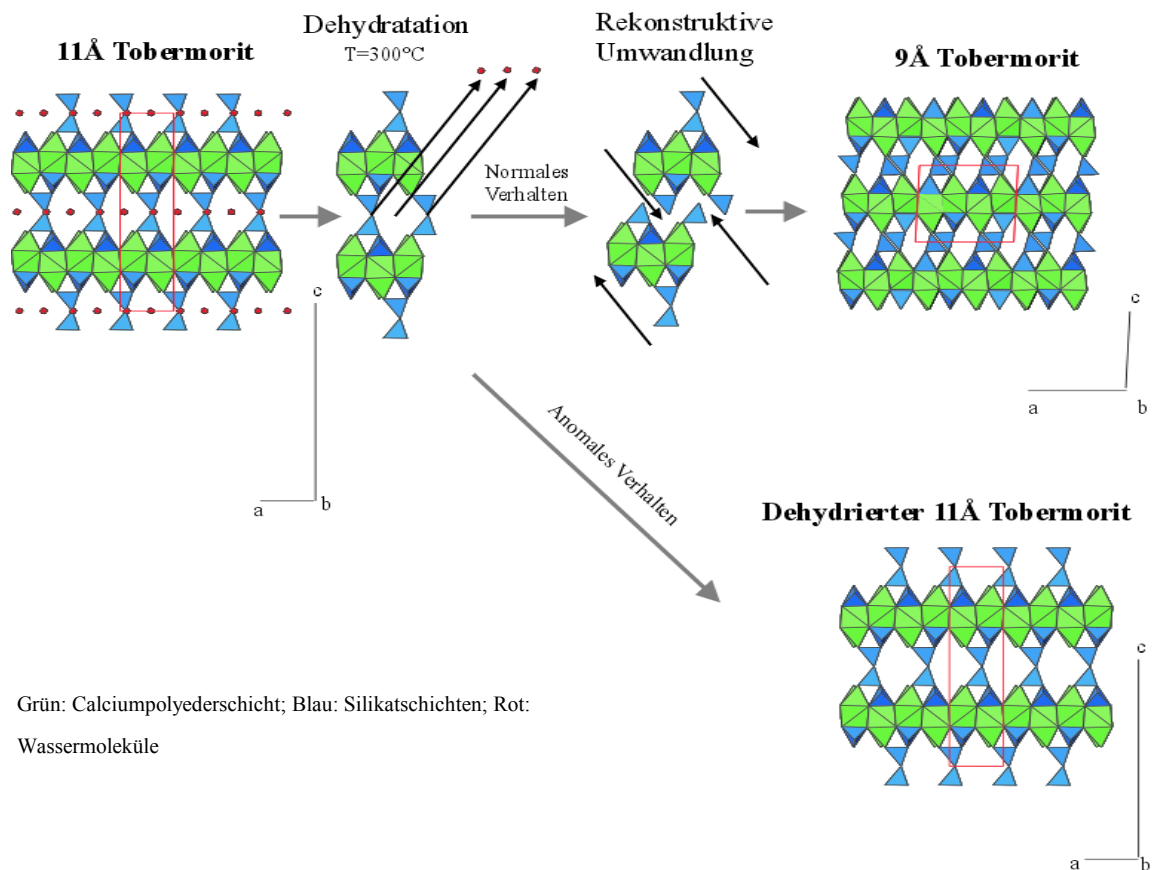 11Å Tobermorit
Dehydratation
T=300°C
Rekonstruktive
Umwandlung
9Å Tobermorit
Normales
Verhalten
c
a
b
c
a
b
Anomales Verhalten
Dehydrierter 11Å Tobermorit
c
a
b
Grün: Calciumpolyederschicht; Blau: Silikatschichten; Rot:
Wassermoleküle